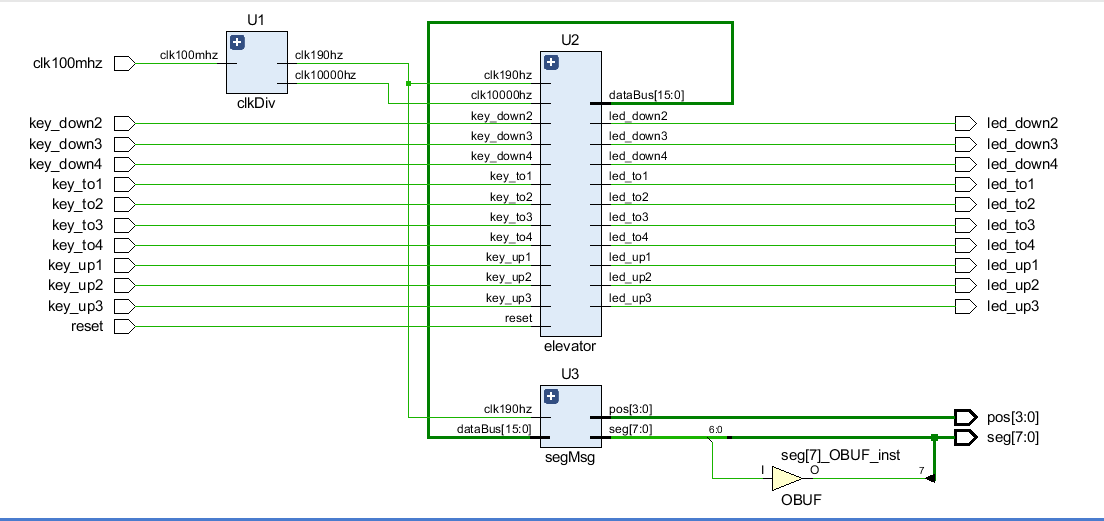 U1
clk100mhz
clk100mhz
clk190hz
clk10000hz
clkDiv
U2
clk190hz
clk10000hz
dataBus[15:0]
key_down2
key_down2
led_down2
led_down2
key_down3
key_down3
led_down3
led_down3
key_down4
key_down4
led_down4
led_down4
key_to1
key_to1
led_to1
led_to1
key_to2
key_to2
led_to2
led_to2
key_to3
key_to3
led_to3
led_to3
key_to4
key_to4
led_to4
led_to4
key_up1
key_up1
led_up1
led_up1
key_up2
key_up2
led_up2
led_up2
key_up3
key_up3
led_up3
led_up3
reset
reset
elevator
U3
clk190hz
pos[3:0]
pos[3:0]
dataBus[15:0]
seg[7:0]
6:0
seg[7:0]
segMsg
seg[7]_OBUF_inst
I
O
7
OBUF